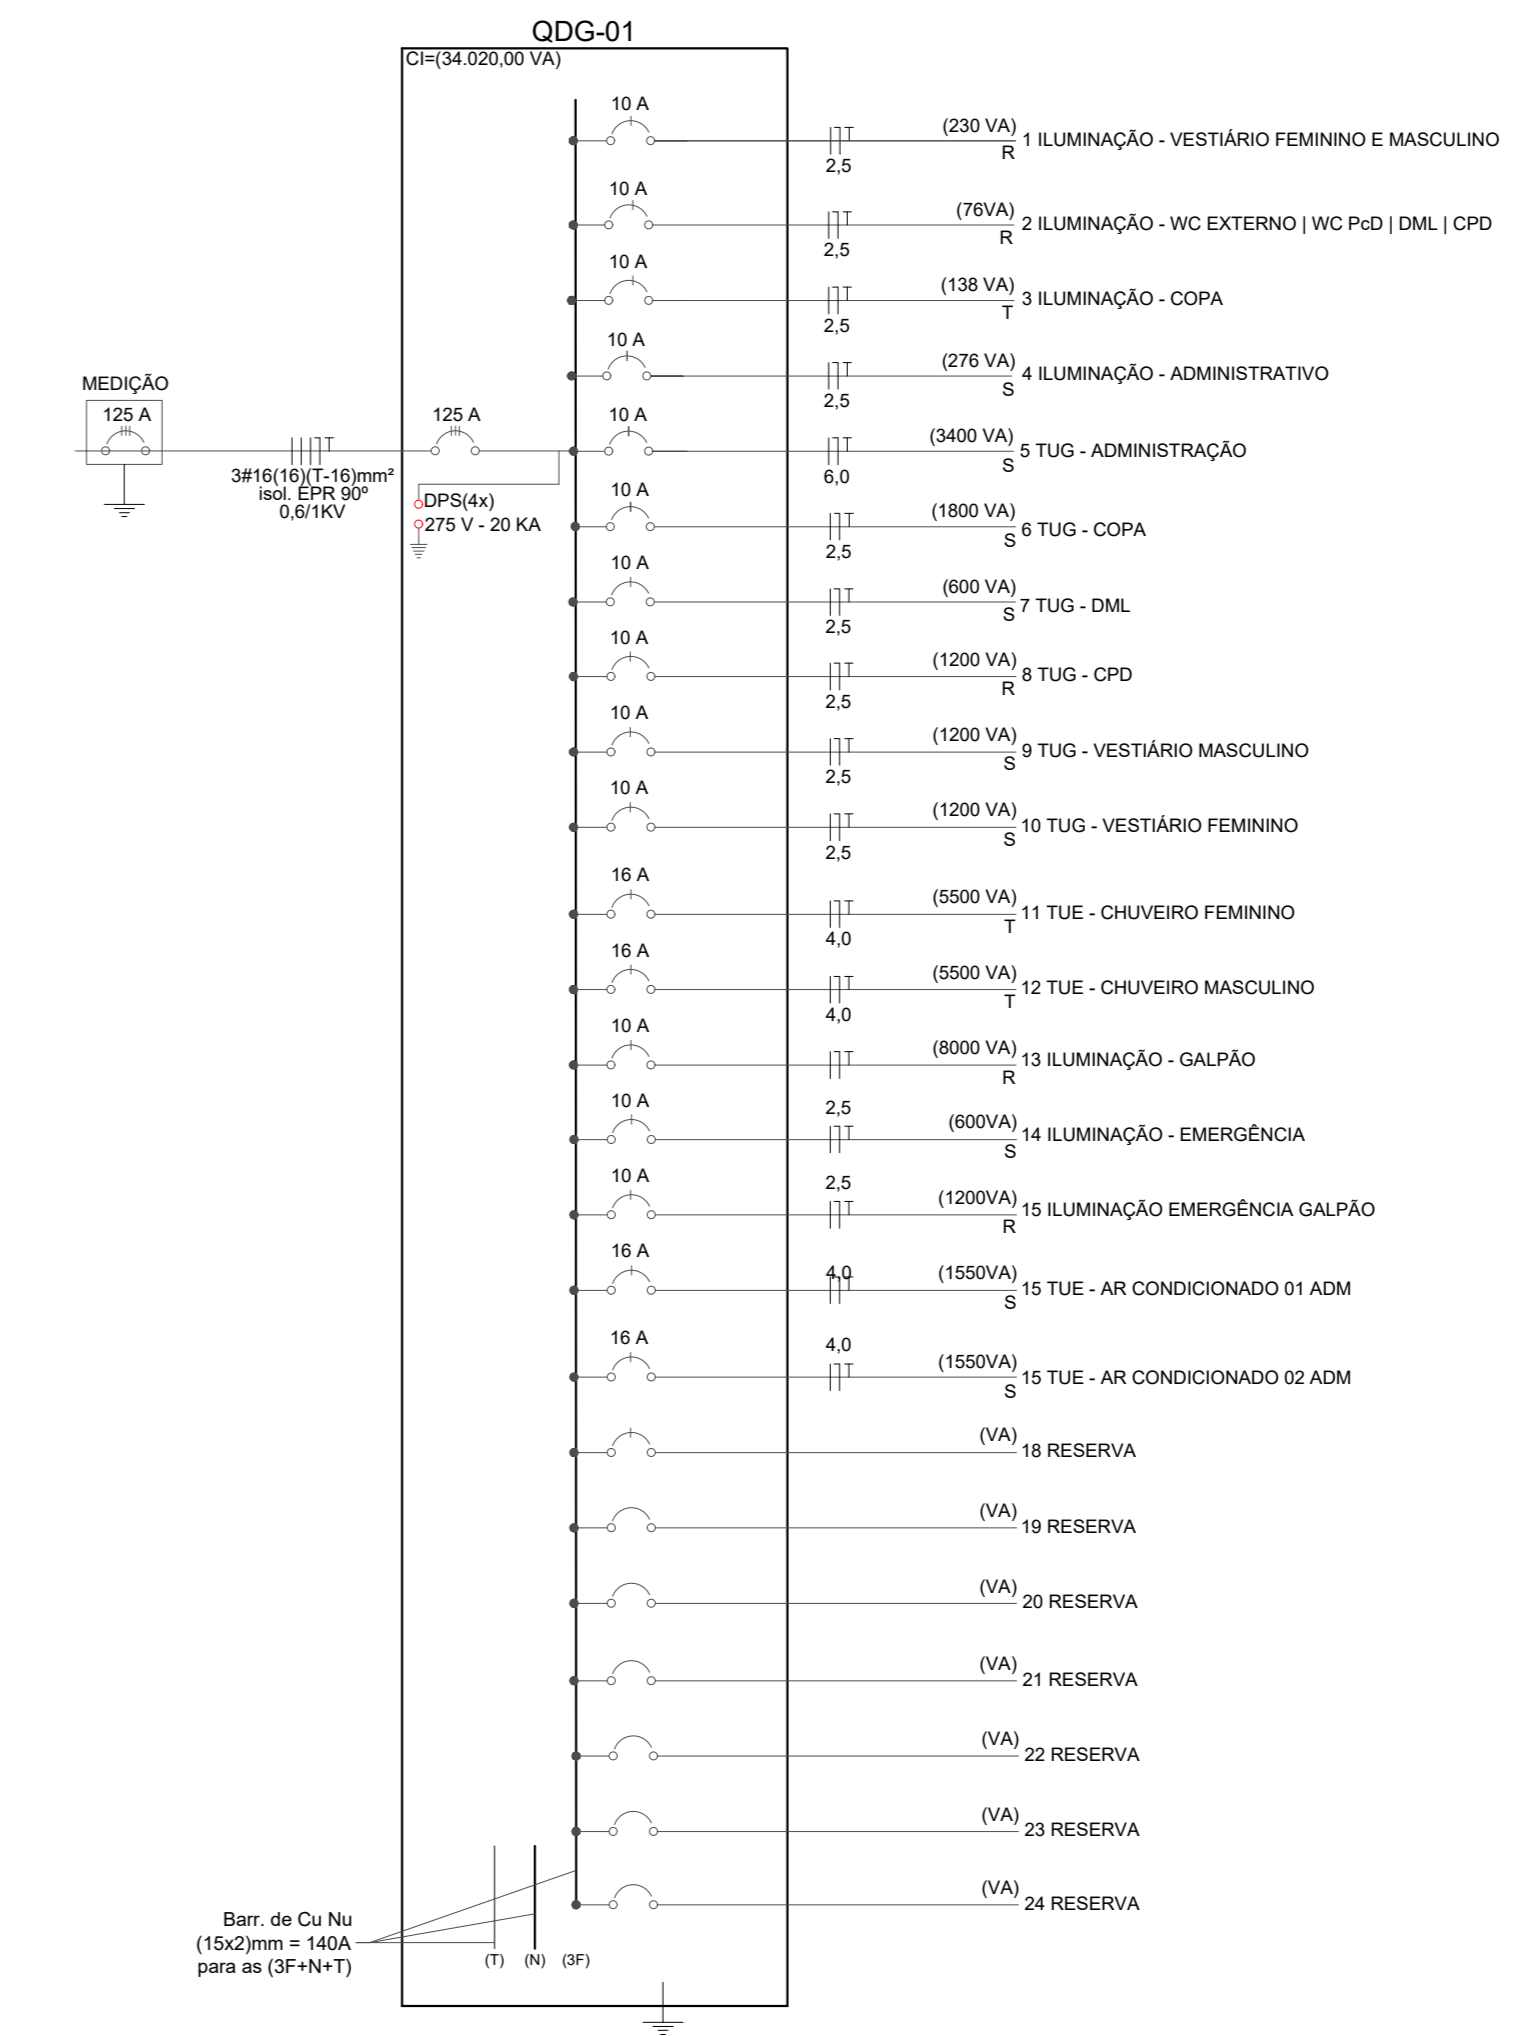 QDG-01
CI=(34.020,00 VA)
10 A
(230 VA)
R
1 ILUMINAÇÃO - VESTIÁRIO FEMININO E MASCULINO
T
2,5
10 A
(76VA)
R
2 ILUMINAÇÃO - WC EXTERNO | WC PcD | DML | CPD
T
2,5
10 A
(138 VA)
T
3 ILUMINAÇÃO - COPA
T
2,5
10 A
(276 VA)
S
4 ILUMINAÇÃO - ADMINISTRATIVO
T
2,5
MEDIÇÃO
125 A
T
3#16(16)(T-16)mm²
isol. EPR 90º
0,6/1KV
125 A
DPS(4x)
275 V - 20 KA
10 A
(3400 VA)
S
5 TUG - ADMINISTRAÇÃO
T
6,0
10 A
(1800 VA)
S
6 TUG - COPA
T
2,5
10 A
(600 VA)
S
7 TUG - DML
T
2,5
10 A
(1200 VA)
R
8 TUG - CPD
T
2,5
10 A
(1200 VA)
S
9 TUG - VESTIÁRIO MASCULINO
T
2,5
10 A
(1200 VA)
S
10 TUG - VESTIÁRIO FEMININO
T
2,5
16 A
(5500 VA)
T
11 TUE - CHUVEIRO FEMININO
T
4,0
16 A
(5500 VA)
T
12 TUE - CHUVEIRO MASCULINO
T
4,0
10 A
(8000 VA)
R
13 ILUMINAÇÃO - GALPÃO
T
2,5
10 A
(600VA)
S
14 ILUMINAÇÃO - EMERGÊNCIA
T
2,5
10 A
(1200VA)
R
15 ILUMINAÇÃO EMERGÊNCIA GALPÃO
T
4,0
16 A
(1550VA)
S
15 TUE - AR CONDICIONADO 01 ADM
T
4,0
16 A
(1550VA)
S
15 TUE - AR CONDICIONADO 02 ADM
T
(VA)
18 RESERVA
(VA)
19 RESERVA
(VA)
20 RESERVA
(VA)
21 RESERVA
(VA)
22 RESERVA
(VA)
23 RESERVA
(VA)
24 RESERVA
Barr. de Cu Nu
(15x2)mm = 140A
para as (3F+N+T)
(T) (N) (3F)